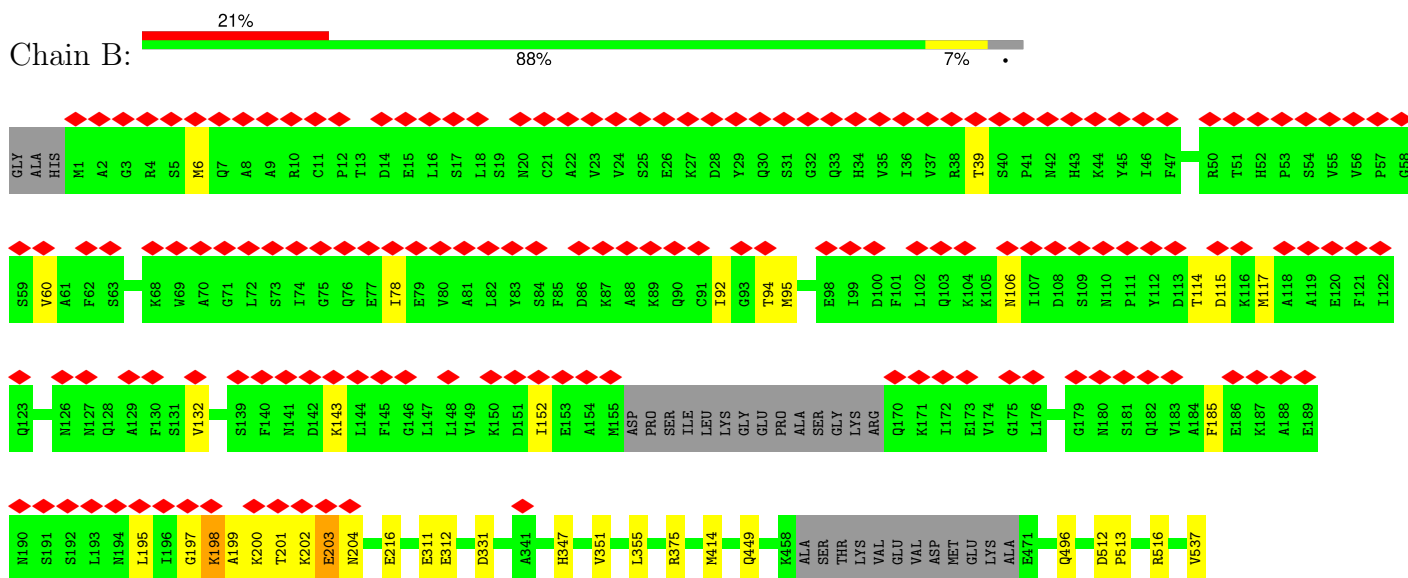 21%
Chain B:
88% 7% •
GLY ALA HIS M1 A2 G3 R4 S5 M6 Q7 A8 A9 R10 C11 P12 T13 D14 E15 L16 S17 L18 S19 N20 C21 A22 V23 V24 S25 E26 K27 D28 Y29 Q30 S31 G32 Q33 H34 V35 I36 V37 R38 T39 S40 P41 N42 H43 K44 Y45 I46 F47 R50 T51 H52 P53 S54 V55 V56 P57 G58
S59 V60 A61 F62 S63 K68 W69 A70 G71 L72 S73 I74 G75 Q76 E77 I78 E79 V80 A81 L82 Y83 S84 F85 D86 K87 A88 K89 Q90 C91 I92 G93 T94 M95 E98 I99 D100 F101 L102 Q103 K104 K105 N106 I107 D108 S109 N110 P111 Y112 D113 T114 D115 K116 M117 A118 A119 E120 F121 I122
Q123 N126 N127 Q128 A129 F130 S131 V132 S139 F140 N141 D142 K143 L144 F145 G146 L147 L148 V149 K150 D151 I152 E153 A154 M155 ASP PRO SER ILE LEU LYS GLY GLU PRO ALA SER GLY LYS ARG Q170 K171 I172 E173 V174 G175 L176 G179 N180 S181 Q182 V183 A184 F185 E186 K187 A188 E189
N190 S191 S192 L193 N194 L195 I196 G197 K198 A199 K200 T201 K202 E203 N204 E216 E311 E312 D331 A341 H347 V351 L355 R375 M414 Q449 K458 ALA SER THR LYS VAL GLU VAL ASP MET GLU LYS ALA E471 Q496 D512 P513 R516 V537